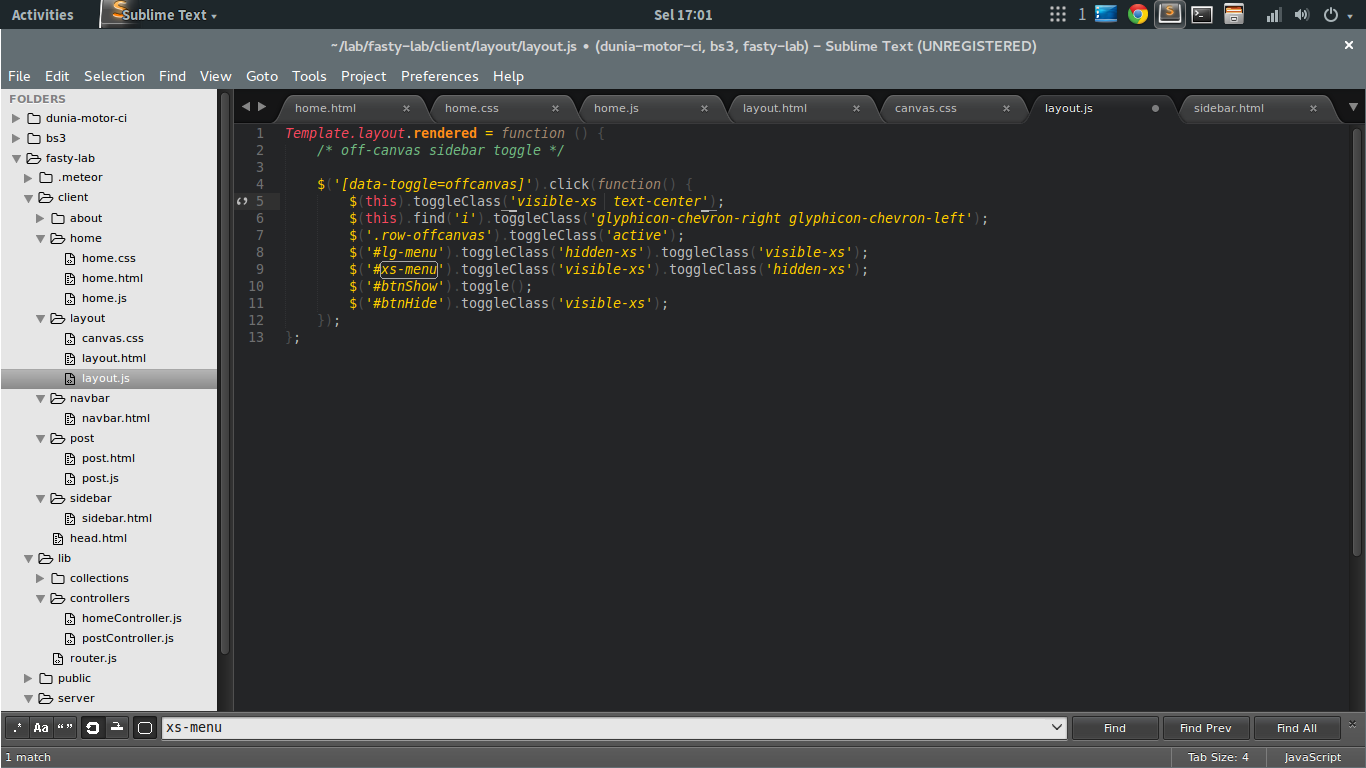 Activities
Sublime Text
Sel 17:01
1
~/lab/fasty-lab/client/layout/layout.js • (dunia-motor-ci, bs3, fasty-lab) – Sublime Text (UNREGISTERED)
File Edit Selection Find View Goto Tools Project Preferences Help
FOLDERS
dunia-motor-ci
bs3
fasty-lab
.meteor
client
about
home
home.css
home.html
home.js
layout
canvas.css
layout.html
layout.js
navbar
navbar.html
post
post.html
post.js
sidebar
sidebar.html
head.html
lib
collections
controllers
homeController.js
postController.js
router.js
public
server
home.html home.css home.js layout.html canvas.css layout.js sidebar.html
1 Template.layout.rendered = function () {
2 /* off-canvas sidebar toggle */
3
4 $('[data-toggle=offcanvas]').click(function() {
5 $(this).toggleClass('visible-xs text-center');
6 $(this).find('i').toggleClass('glyphicon-chevron-right glyphicon-chevron-left');
7 $('.row-offcanvas').toggleClass('active');
8 $('#lg-menu').toggleClass('hidden-xs').toggleClass('visible-xs');
9 $('#xs-menu').toggleClass('visible-xs').toggleClass('hidden-xs');
10 $('#btnShow').toggle();
11 $('#btnHide').toggleClass('visible-xs');
12 });
13 };
.* Aa “” xs-menu Find Find Prev Find All
1 match Tab Size: 4 JavaScript